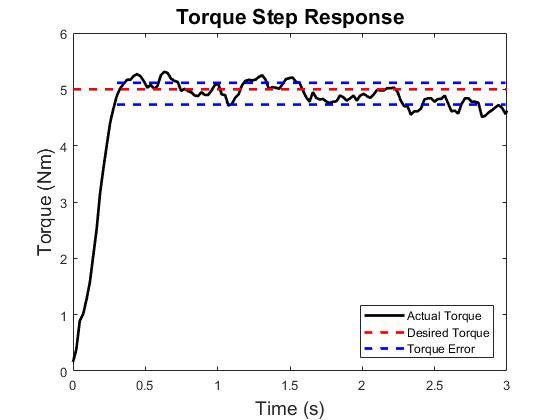 Torque Step Response
6
5
4
3
2
1
0
Torque (Nm)
Actual Torque
Desired Torque
Torque Error
0 0.5 1 1.5 2 2.5 3
Time (s)